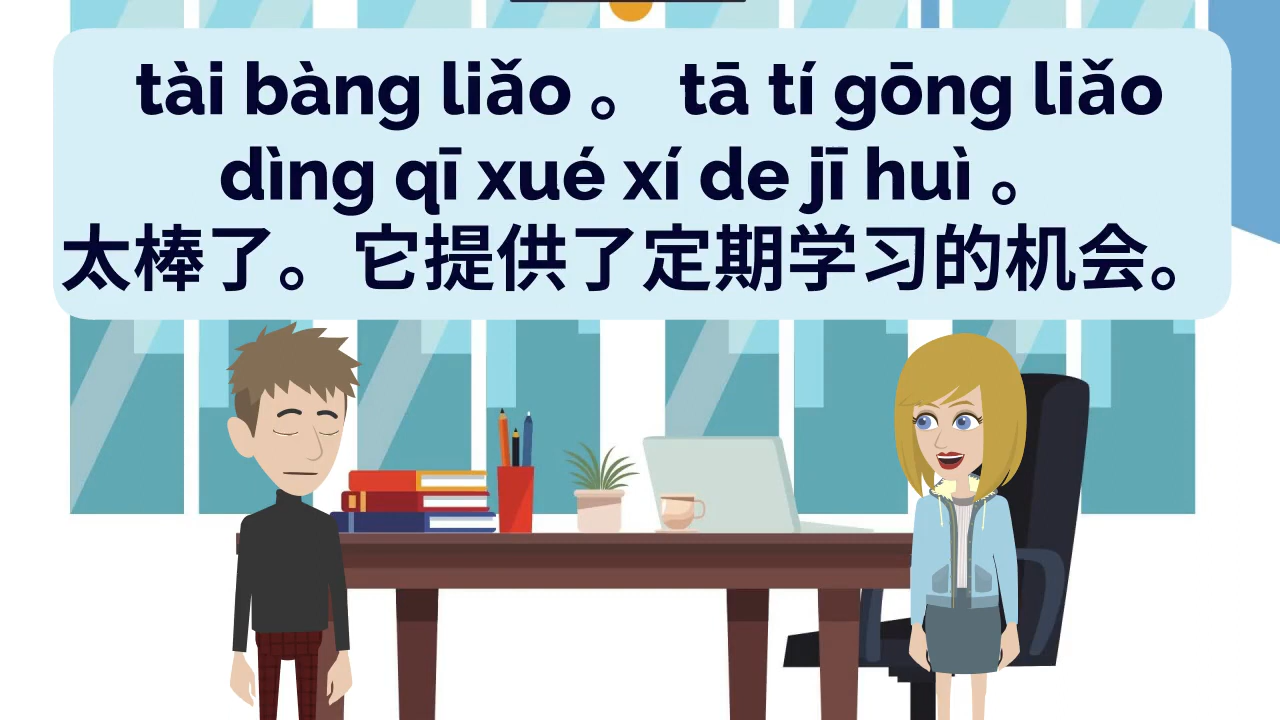 tài bàng liǎo 。 tā tí gōng liǎo
dìng qī xué xí de jī huì 。
太棒了。它提供了定期学习的机会。